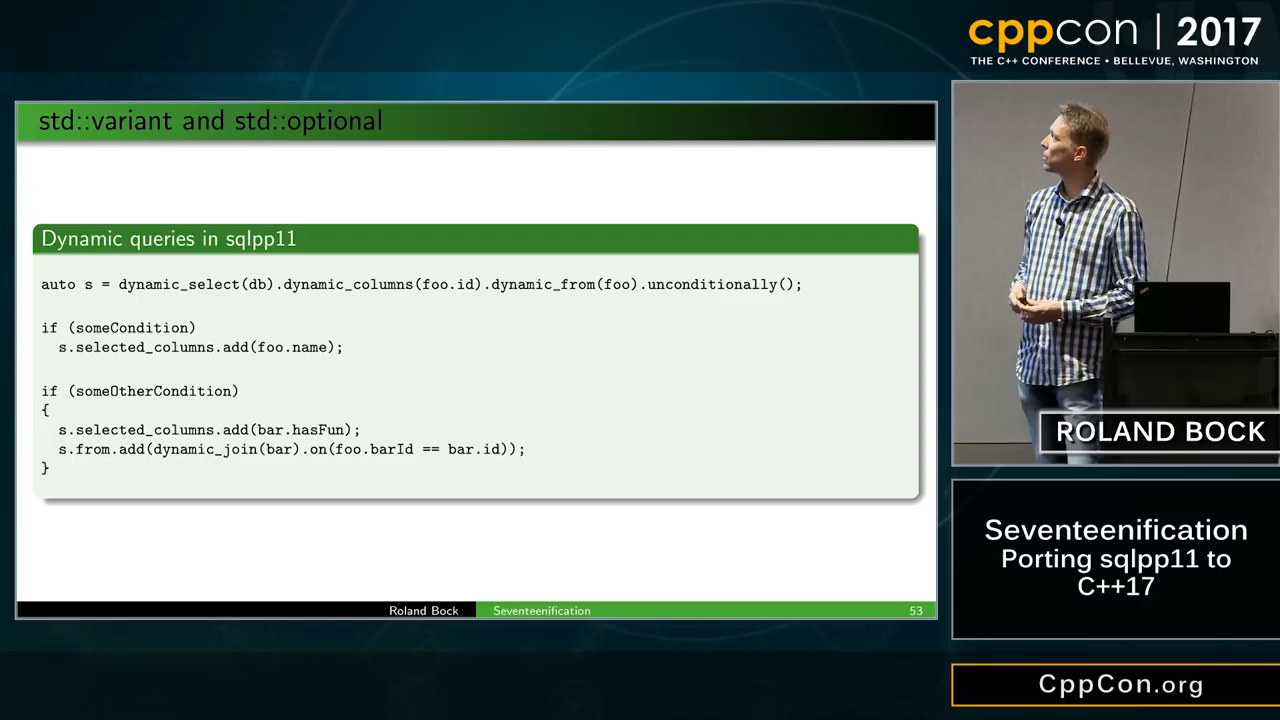 cppcon | 2017
THE C++ CONFERENCE • BELLEVUE, WASHINGTON
std::variant and std::optional
Dynamic queries in sqlpp11
auto s = dynamic_select(db).dynamic_columns(foo.id).dynamic_from(foo).unconditionally();
if (someCondition)
s.selected_columns.add(foo.name);
if (someOtherCondition)
{
s.selected_columns.add(bar.hasFun);
s.from.add(dynamic_join(bar).on(foo.barId == bar.id));
}
Roland Bock
Seventeenification
53
ROLAND BOCK
Seventeenification
Porting sqlpp11 to
C++17
CppCon.org